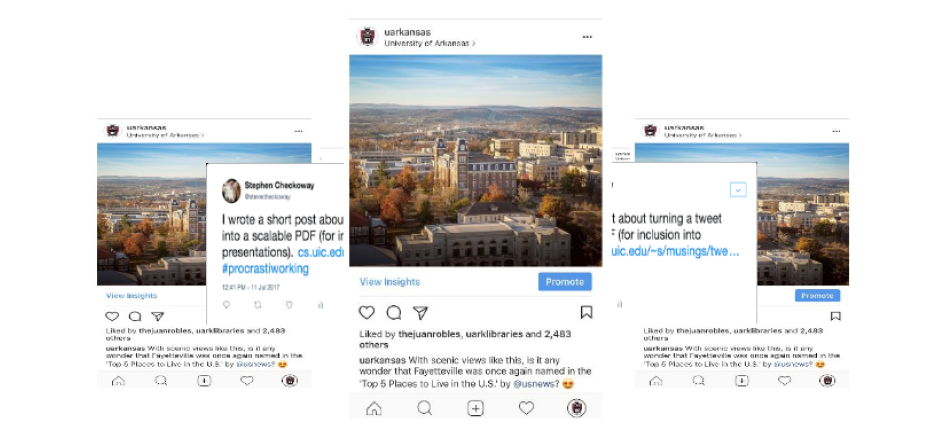 uarkansas
University of Arkansas >
View Insights
Liked by thejuanrobles, uarklibraries and 2,483
others
uarkansas With scenic views like this, is it any
wonder that Fayetteville was once again named in the
'Top 5 Places to Live in the U.S.' by @usnews? 😍
Stephen Checkoway
@stevecheckoway
I wrote a short post abou
into a scalable PDF (for ir
presentations). cs.uic.edu
#procrastiworking
12:41 PM - 11 Jul 2017
uarkansas
University of Arkansas >
View Insights
Promote
Liked by thejuanrobles, uarklibraries and 2,483
others
uarkansas With scenic views like this, is it any
wonder that Fayetteville was once again named in the
'Top 5 Places to Live in the U.S.' by @usnews? 😍
uarkansas
University of Arkansas >
t about turning a tweet
F (for inclusion into
uic.edu/~s/musings/twe...
Promote
Liked by thejuanrobles, uarklibraries and 2,483
others
uarkansas With scenic views like this, is it any
wonder that Fayetteville was once again named in the
'Top 5 Places to Live in the U.S.' by @usnews? 😍